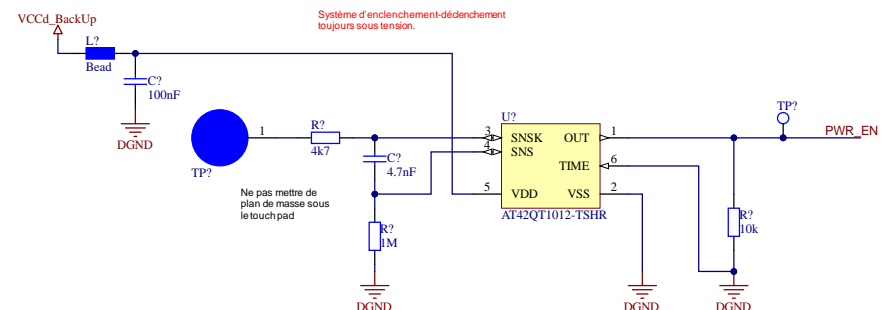 VCCd_BackUp
Système d'enclenchement-déclenchement
toujours sous tension.
L?
Bead
C?
100nF
DGND
TP?
1
R?
4k7
C?
4.7nF
Ne pas mettre de
plan de masse sous
le touch pad
R?
1M
DGND
U?
3
SNSK
4
SNS
5
VDD
OUT
1
TIME
6
VSS
2
AT42QT1012-TSHR
DGND
TP?
PWR_EN
R?
10k
DGND